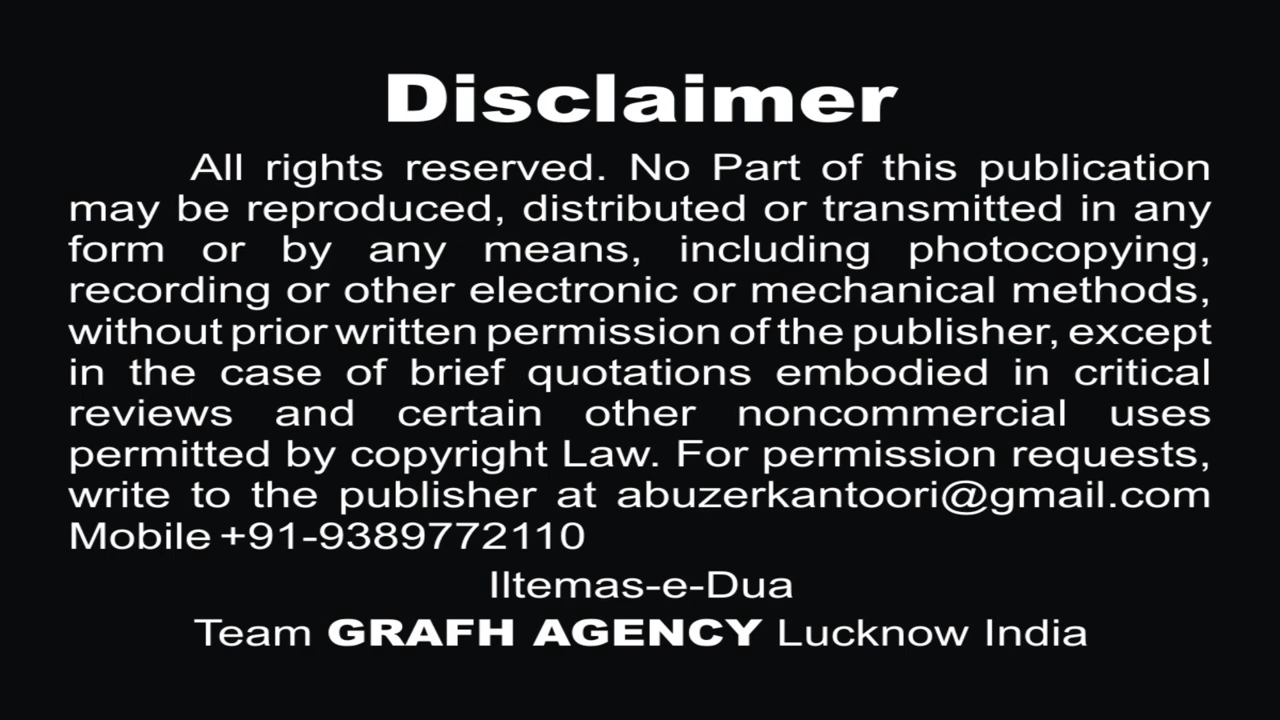 Disclaimer
All rights reserved. No Part of this publication
may be reproduced, distributed or transmitted in any
form or by any means, including photocopying,
recording or other electronic or mechanical methods,
without prior written permission of the publisher, except
in the case of brief quotations embodied in critical
reviews and certain other noncommercial uses
permitted by copyright Law. For permission requests,
write to the publisher at abuzerkantoori@gmail.com
Mobile +91-9389772110
Iltemas-e-Dua
Team GRAFH AGENCY Lucknow India